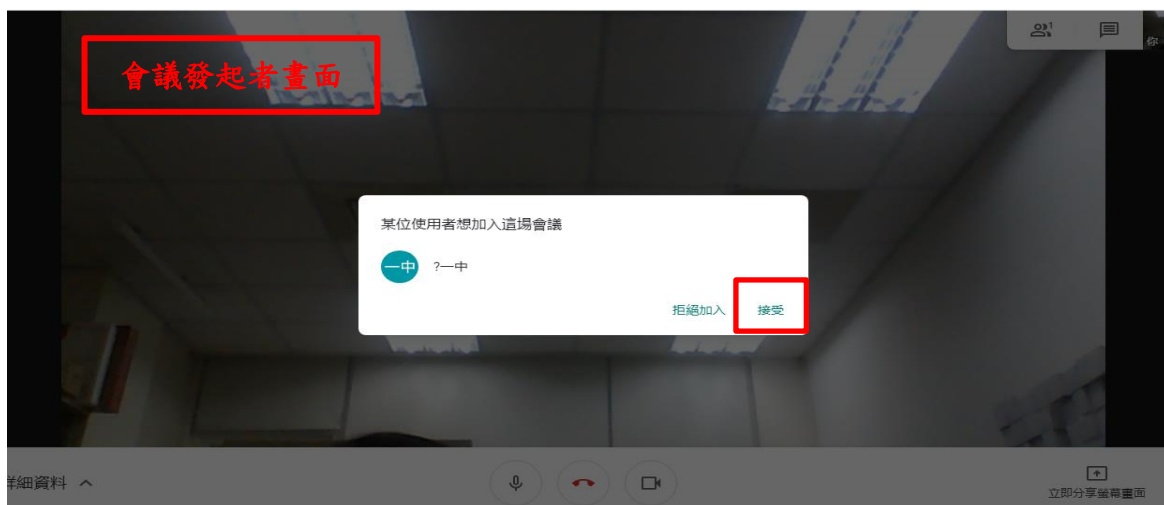 會議發起者畫面
1
你
某位使用者想加入這場會議
一中
?一中
拒絕加入 接受
詳細資料
立即分享螢幕畫面